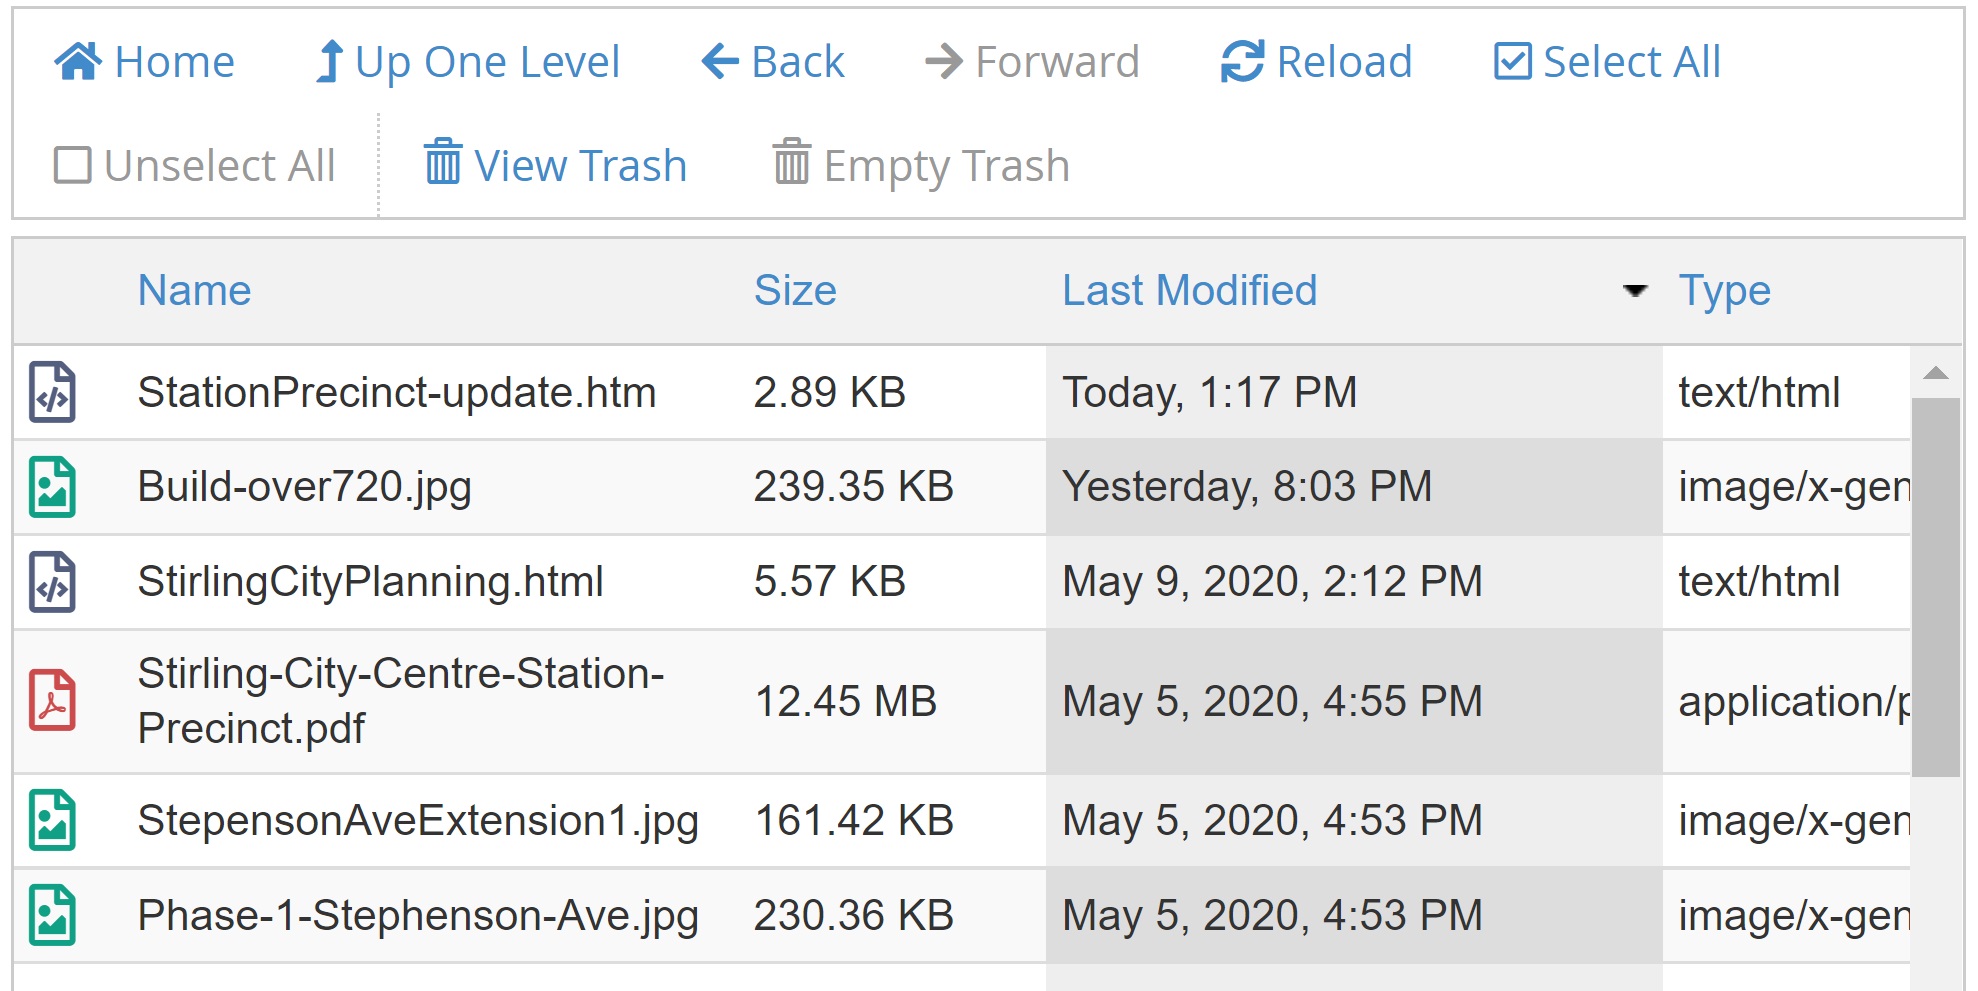 Home Up One Level Back Forward Reload Select All
Unselect All View Trash Empty Trash
Name Size Last Modified Type
StationPrecinct-update.htm 2.89 KB Today, 1:17 PM text/html
Build-over720.jpg 239.35 KB Yesterday, 8:03 PM image/x-gen
StirlingCityPlanning.html 5.57 KB May 9, 2020, 2:12 PM text/html
Stirling-City-Centre-Station-
Precinct.pdf 12.45 MB May 5, 2020, 4:55 PM application/p
StepensonAveExtension1.jpg 161.42 KB May 5, 2020, 4:53 PM image/x-gen
Phase-1-Stephenson-Ave.jpg 230.36 KB May 5, 2020, 4:53 PM image/x-gen